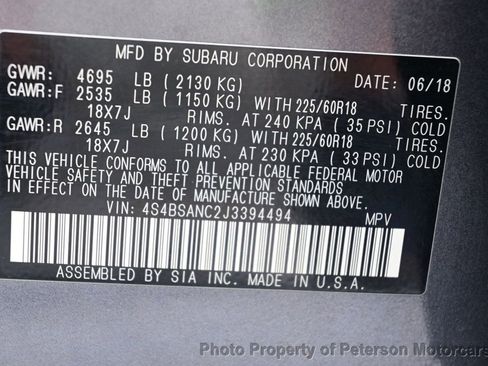 MFD BY SUBARU CORPORATION
GVWR: 4695 LB ( 2130 KG) DATE: 06/18
GAWR:F 2535 LB ( 1150 KG) WITH 225/60R18 TIRES.
18X7J RIMS. AT 240 KPA ( 35 PSI) COLD
GAWR:R 2645 LB ( 1200 KG) WITH 225/60R18 TIRES.
18X7J RIMS. AT 230 KPA ( 33 PSI) COLD
THIS VEHICLE CONFORMS TO ALL APPLICABLE FEDERAL MOTOR
VEHICLE SAFETY AND THEFT PREVENTION STANDARDS
IN EFFECT ON THE DATE OF MANUFACTURE SHOWN ABOVE.
VIN: 4S4BSANC2J3394494 MPV
ASSEMBLED BY SIA INC. MADE IN U.S.A.
Photo Property of Peterson Motorcars